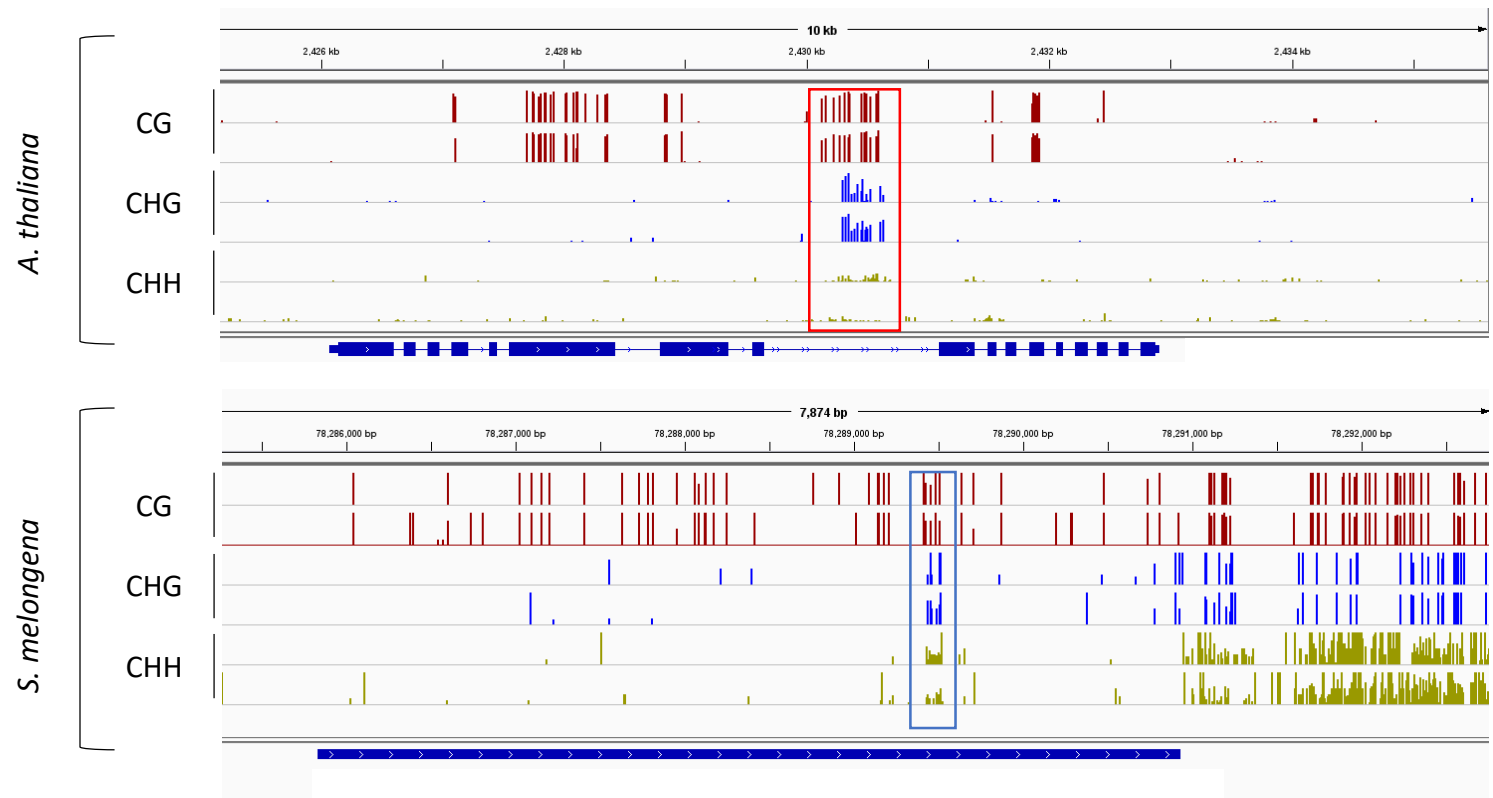 10 kb
2,426 kb 2,428 kb 2,430 kb 2,432 kb 2,434 kb
A. thaliana
CG
CHG
CHH
7,874 bp
78,286,000 bp 78,287,000 bp 78,288,000 bp 78,289,000 bp 78,290,000 bp 78,291,000 bp 78,292,000 bp
S. melongena
CG
CHG
CHH